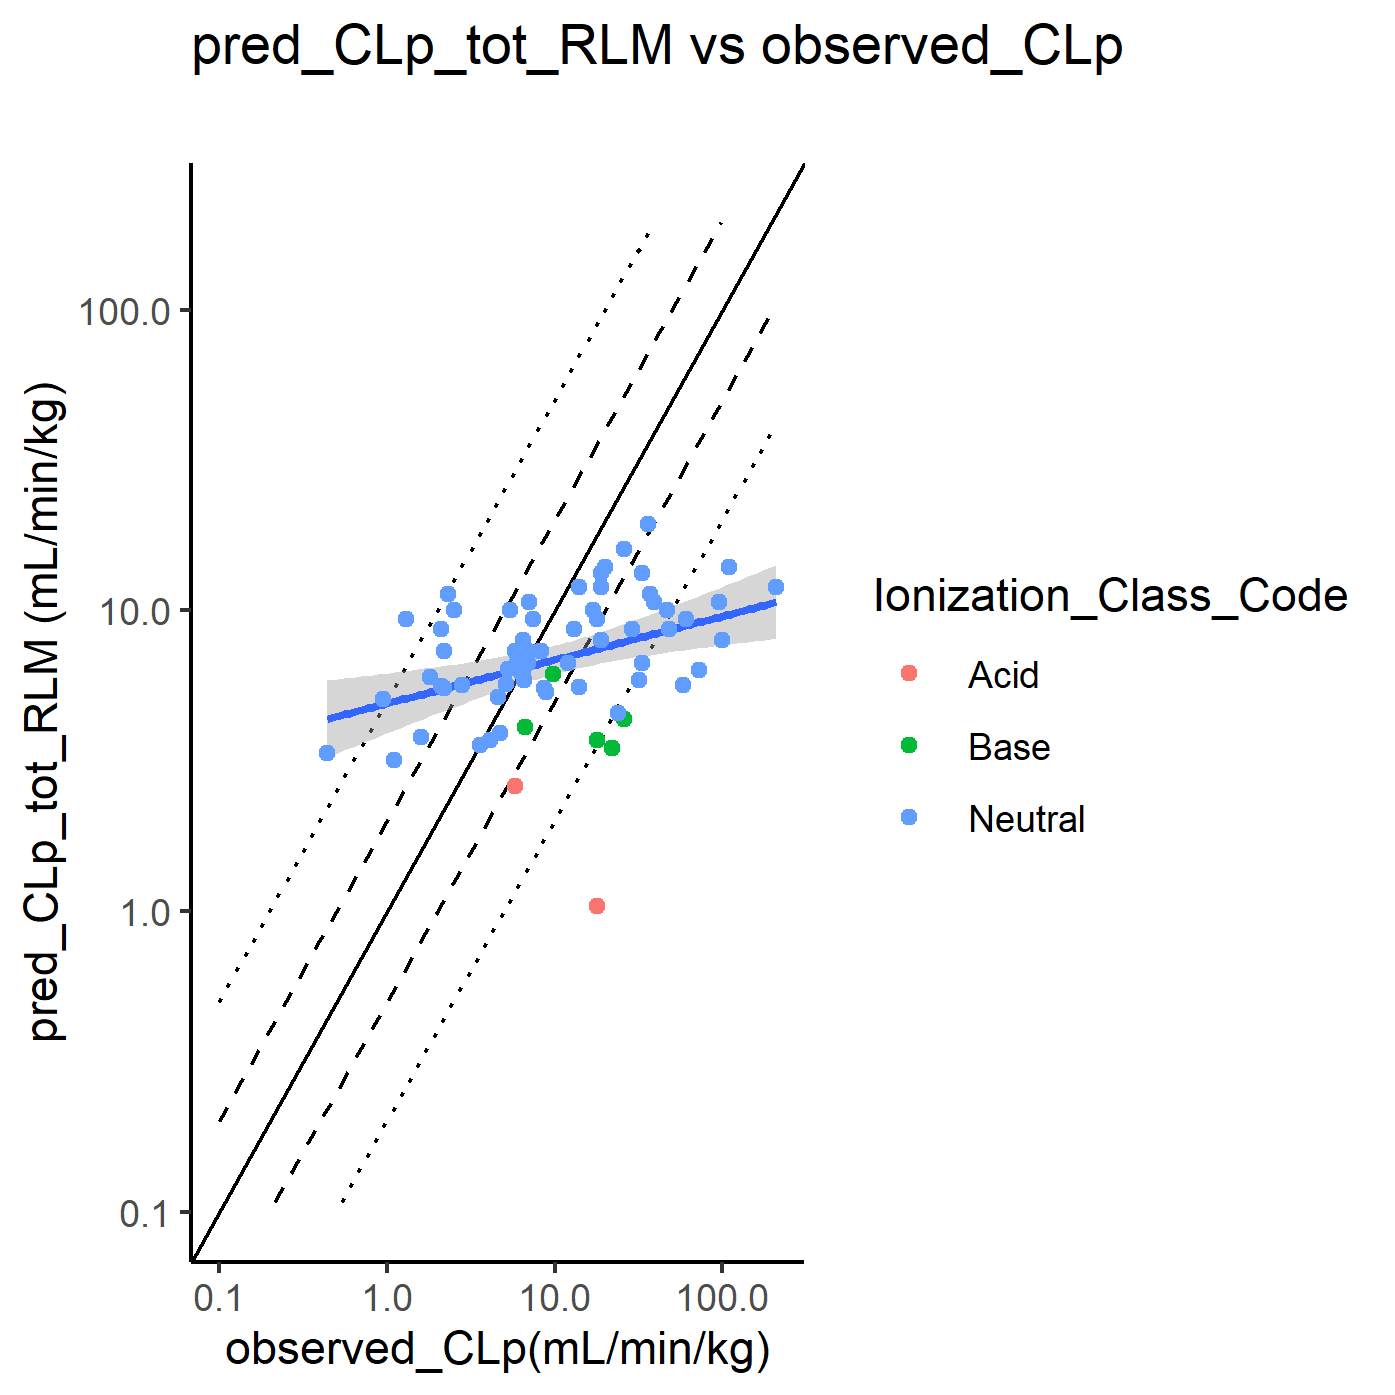 pred_CLp_tot_RLM vs observed_CLp
pred_CLp_tot_RLM (mL/min/kg)
100.0
10.0
1.0
0.1
0.1 1.0 10.0 100.0
observed_CLp(mL/min/kg)
Ionization_Class_Code
Acid
Base
Neutral